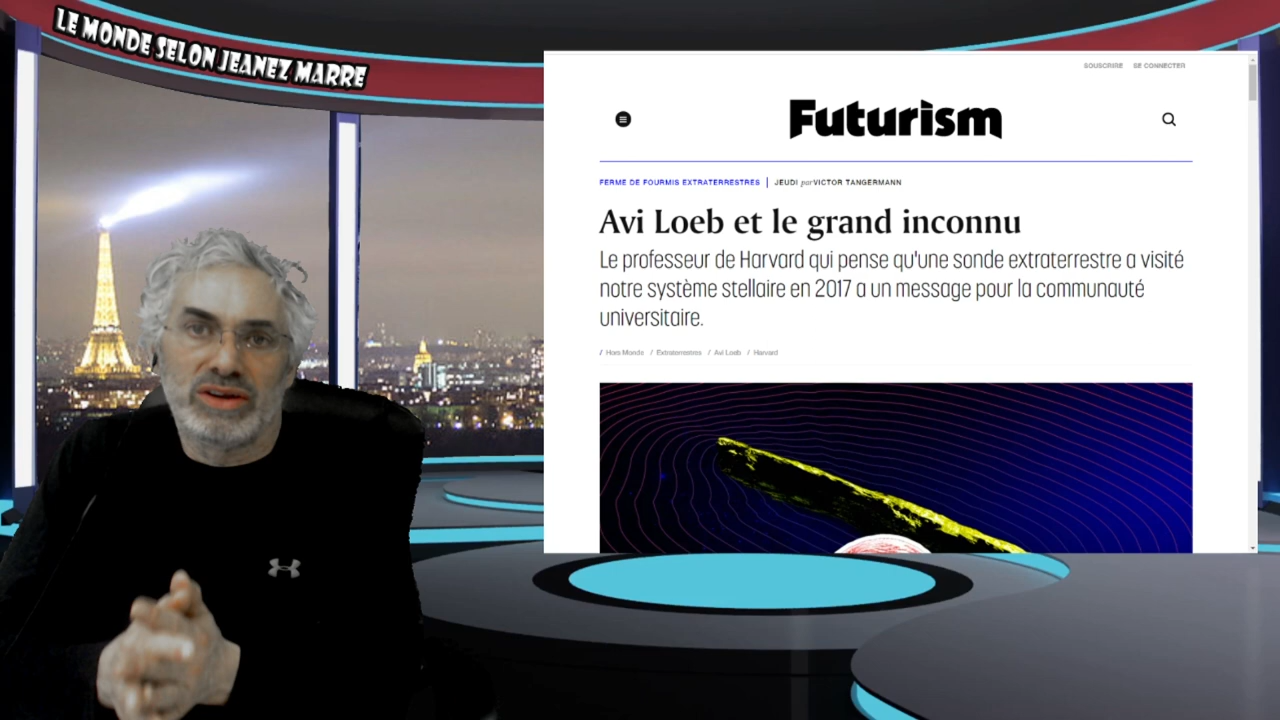 LE MONDE SELON JEANEZ MARRE
SOUSCRIRE SE CONNECTER
Futurism
FERME DE FOURMIS EXTRATERRESTRES | JEUDI par VICTOR TANGERMANN
Avi Loeb et le grand inconnu
Le professeur de Harvard qui pense qu'une sonde extraterrestre a visité
notre système stellaire en 2017 a un message pour la communauté
universitaire.
/ Hors Monde / Extraterrestres / Avi Loeb / Harvard